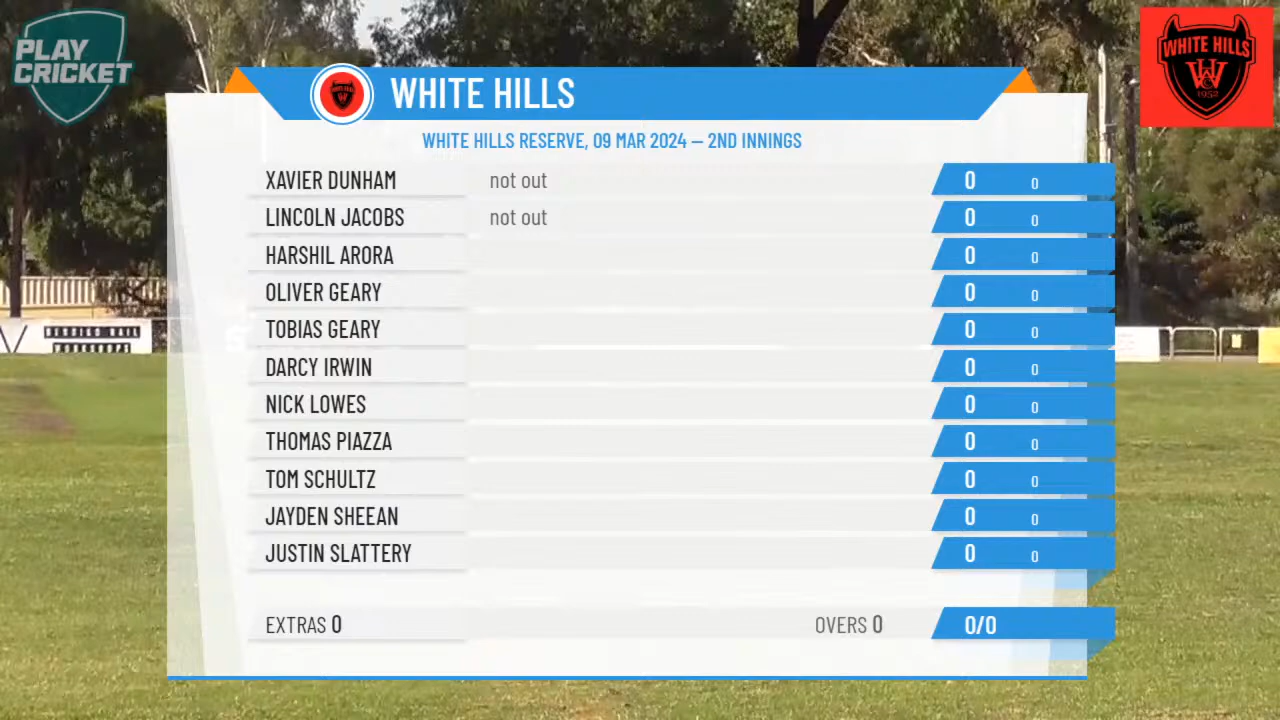 PLAY
CRICKET
WHITE HILLS
1952
WHITE HILLS
WHITE HILLS RESERVE, 09 MAR 2024 – 2ND INNINGS
XAVIER DUNHAM not out 0 0
LINCOLN JACOBS not out 0 0
HARSHIL ARORA 0 0
OLIVER GEARY 0 0
TOBIAS GEARY 0 0
DARCY IRWIN 0 0
NICK LOWES 0 0
THOMAS PIAZZA 0 0
TOM SCHULTZ 0 0
JAYDEN SHEEAN 0 0
JUSTIN SLATTERY 0 0
EXTRAS 0 OVERS 0 0/0